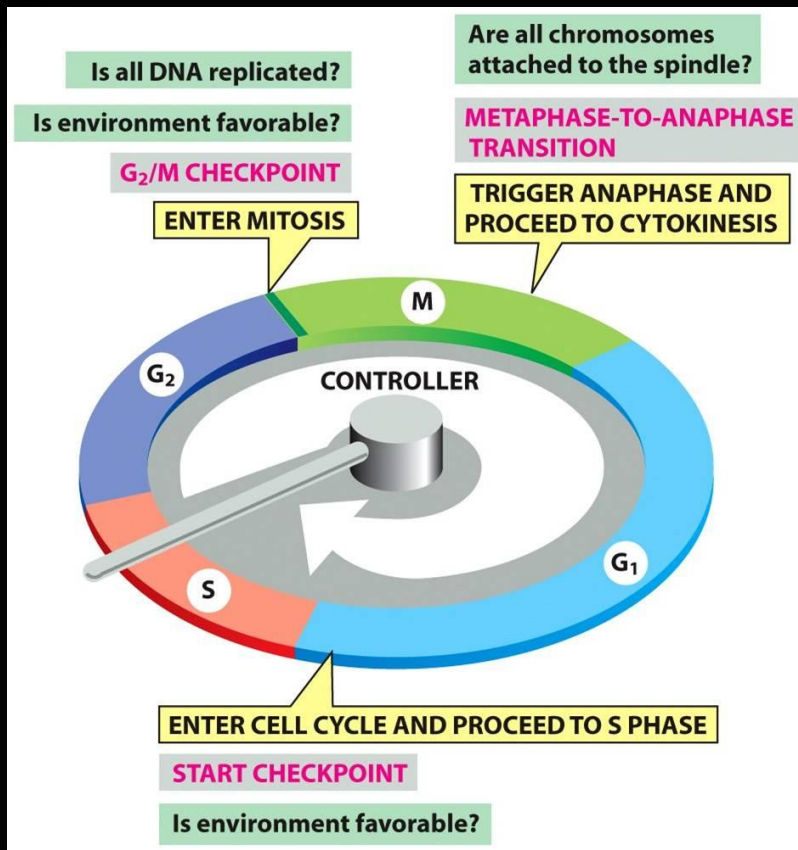 Is all DNA replicated?
Is environment favorable?
G₂/M CHECKPOINT
ENTER MITOSIS
Are all chromosomes
attached to the spindle?
METAPHASE-TO-ANAPHASE
TRANSITION
TRIGGER ANAPHASE AND
PROCEED TO CYTOKINESIS
M
G₂
CONTROLLER
G₁
S
ENTER CELL CYCLE AND PROCEED TO S PHASE
START CHECKPOINT
Is environment favorable?